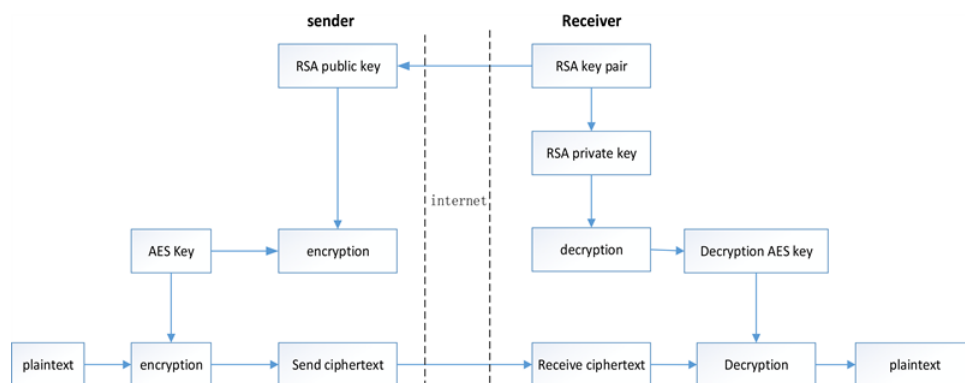 sender
Receiver
RSA public key
RSA key pair
RSA private key
internet
AES Key
encryption
decryption
Decryption AES key
plaintext
encryption
Send ciphertext
Receive ciphertext
Decryption
plaintext